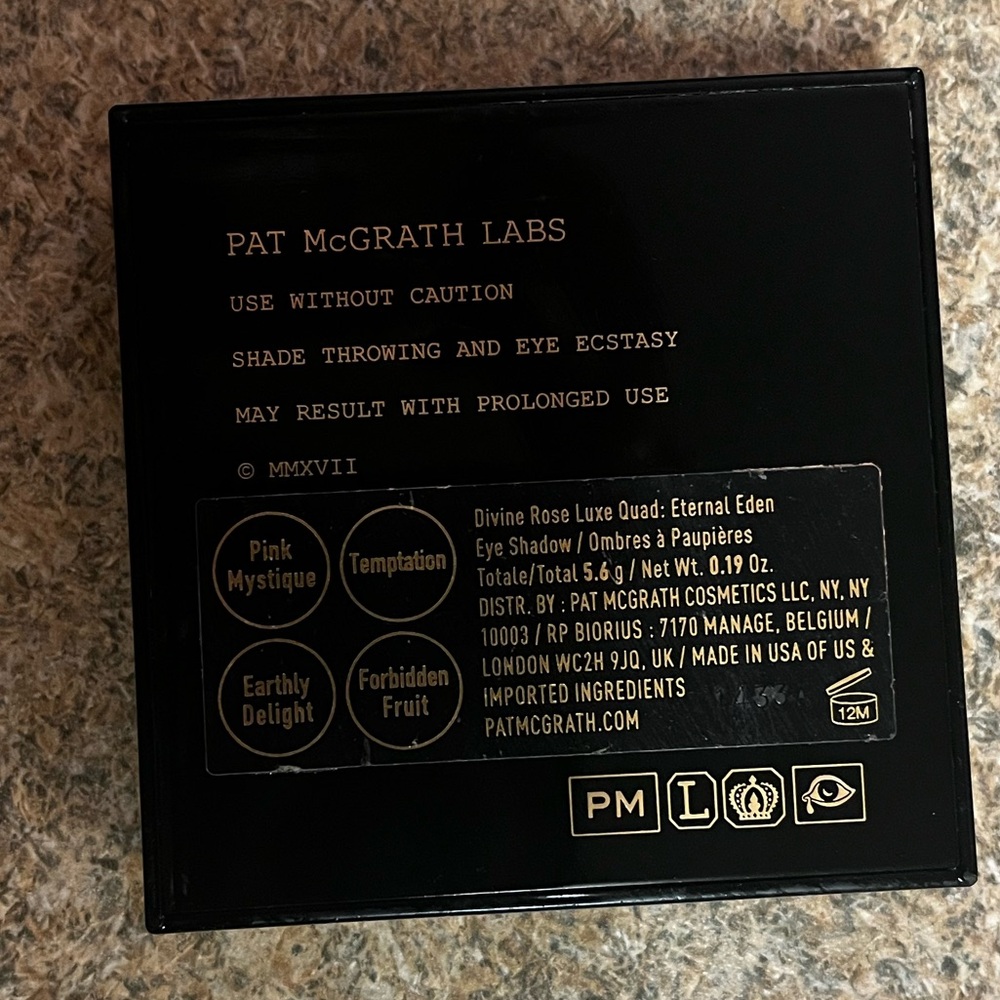 PAT McGRATH LABS
USE WITHOUT CAUTION
SHADE THROWING AND EYE ECSTASY
MAY RESULT WITH PROLONGED USE
© MMXVII
Pink
Mystique
Temptation
Earthly
Delight
Forbidden
Fruit
Divine Rose Luxe Quad: Eternal Eden
Eye Shadow / Ombres à Paupières
Totale/Total 5.6 g / Net Wt. 0.19 Oz.
DISTR. BY : PAT MCGRATH COSMETICS LLC, NY, NY
10003 / RP BIORIUS : 7170 MANAGE, BELGIUM /
LONDON WC2H 9JQ, UK / MADE IN USA OF US &
IMPORTED INGREDIENTS
PATMCGRATH.COM
12M
PM L